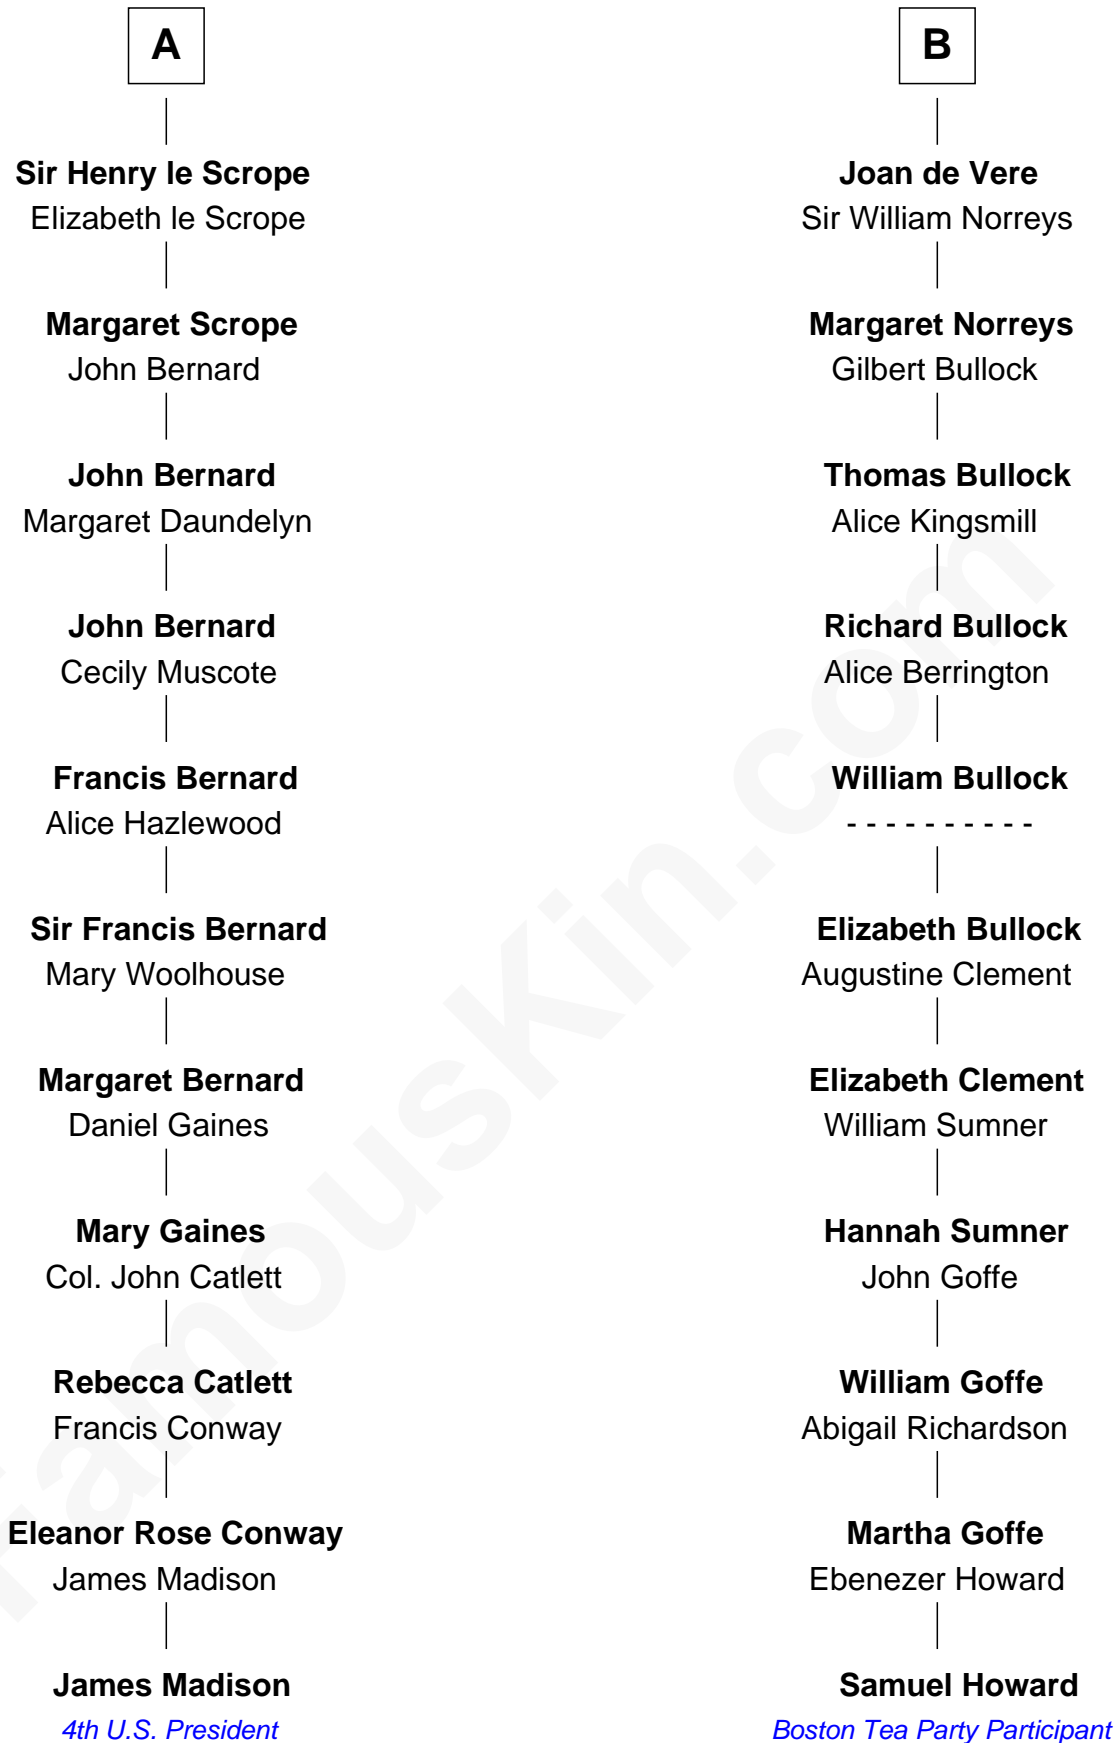 A
Sir Henry le Scrope
Elizabeth le Scrope
Margaret Scrope
John Bernard
John Bernard
Margaret Daundelyn
John Bernard
Cecily Muscote
Francis Bernard
Alice Hazlewood
Sir Francis Bernard
Mary Woolhouse
Margaret Bernard
Daniel Gaines
Mary Gaines
Col. John Catlett
Rebecca Catlett
Francis Conway
Eleanor Rose Conway
James Madison
James Madison
4th U.S. President
B
Joan de Vere
Sir William Norreys
Margaret Norreys
Gilbert Bullock
Thomas Bullock
Alice Kingsmill
Richard Bullock
Alice Berrington
William Bullock
- - - - - - - - - -
Elizabeth Bullock
Augustine Clement
Elizabeth Clement
William Sumner
Hannah Sumner
John Goffe
William Goffe
Abigail Richardson
Martha Goffe
Ebenezer Howard
Samuel Howard
Boston Tea Party Participant
FamousKin.com